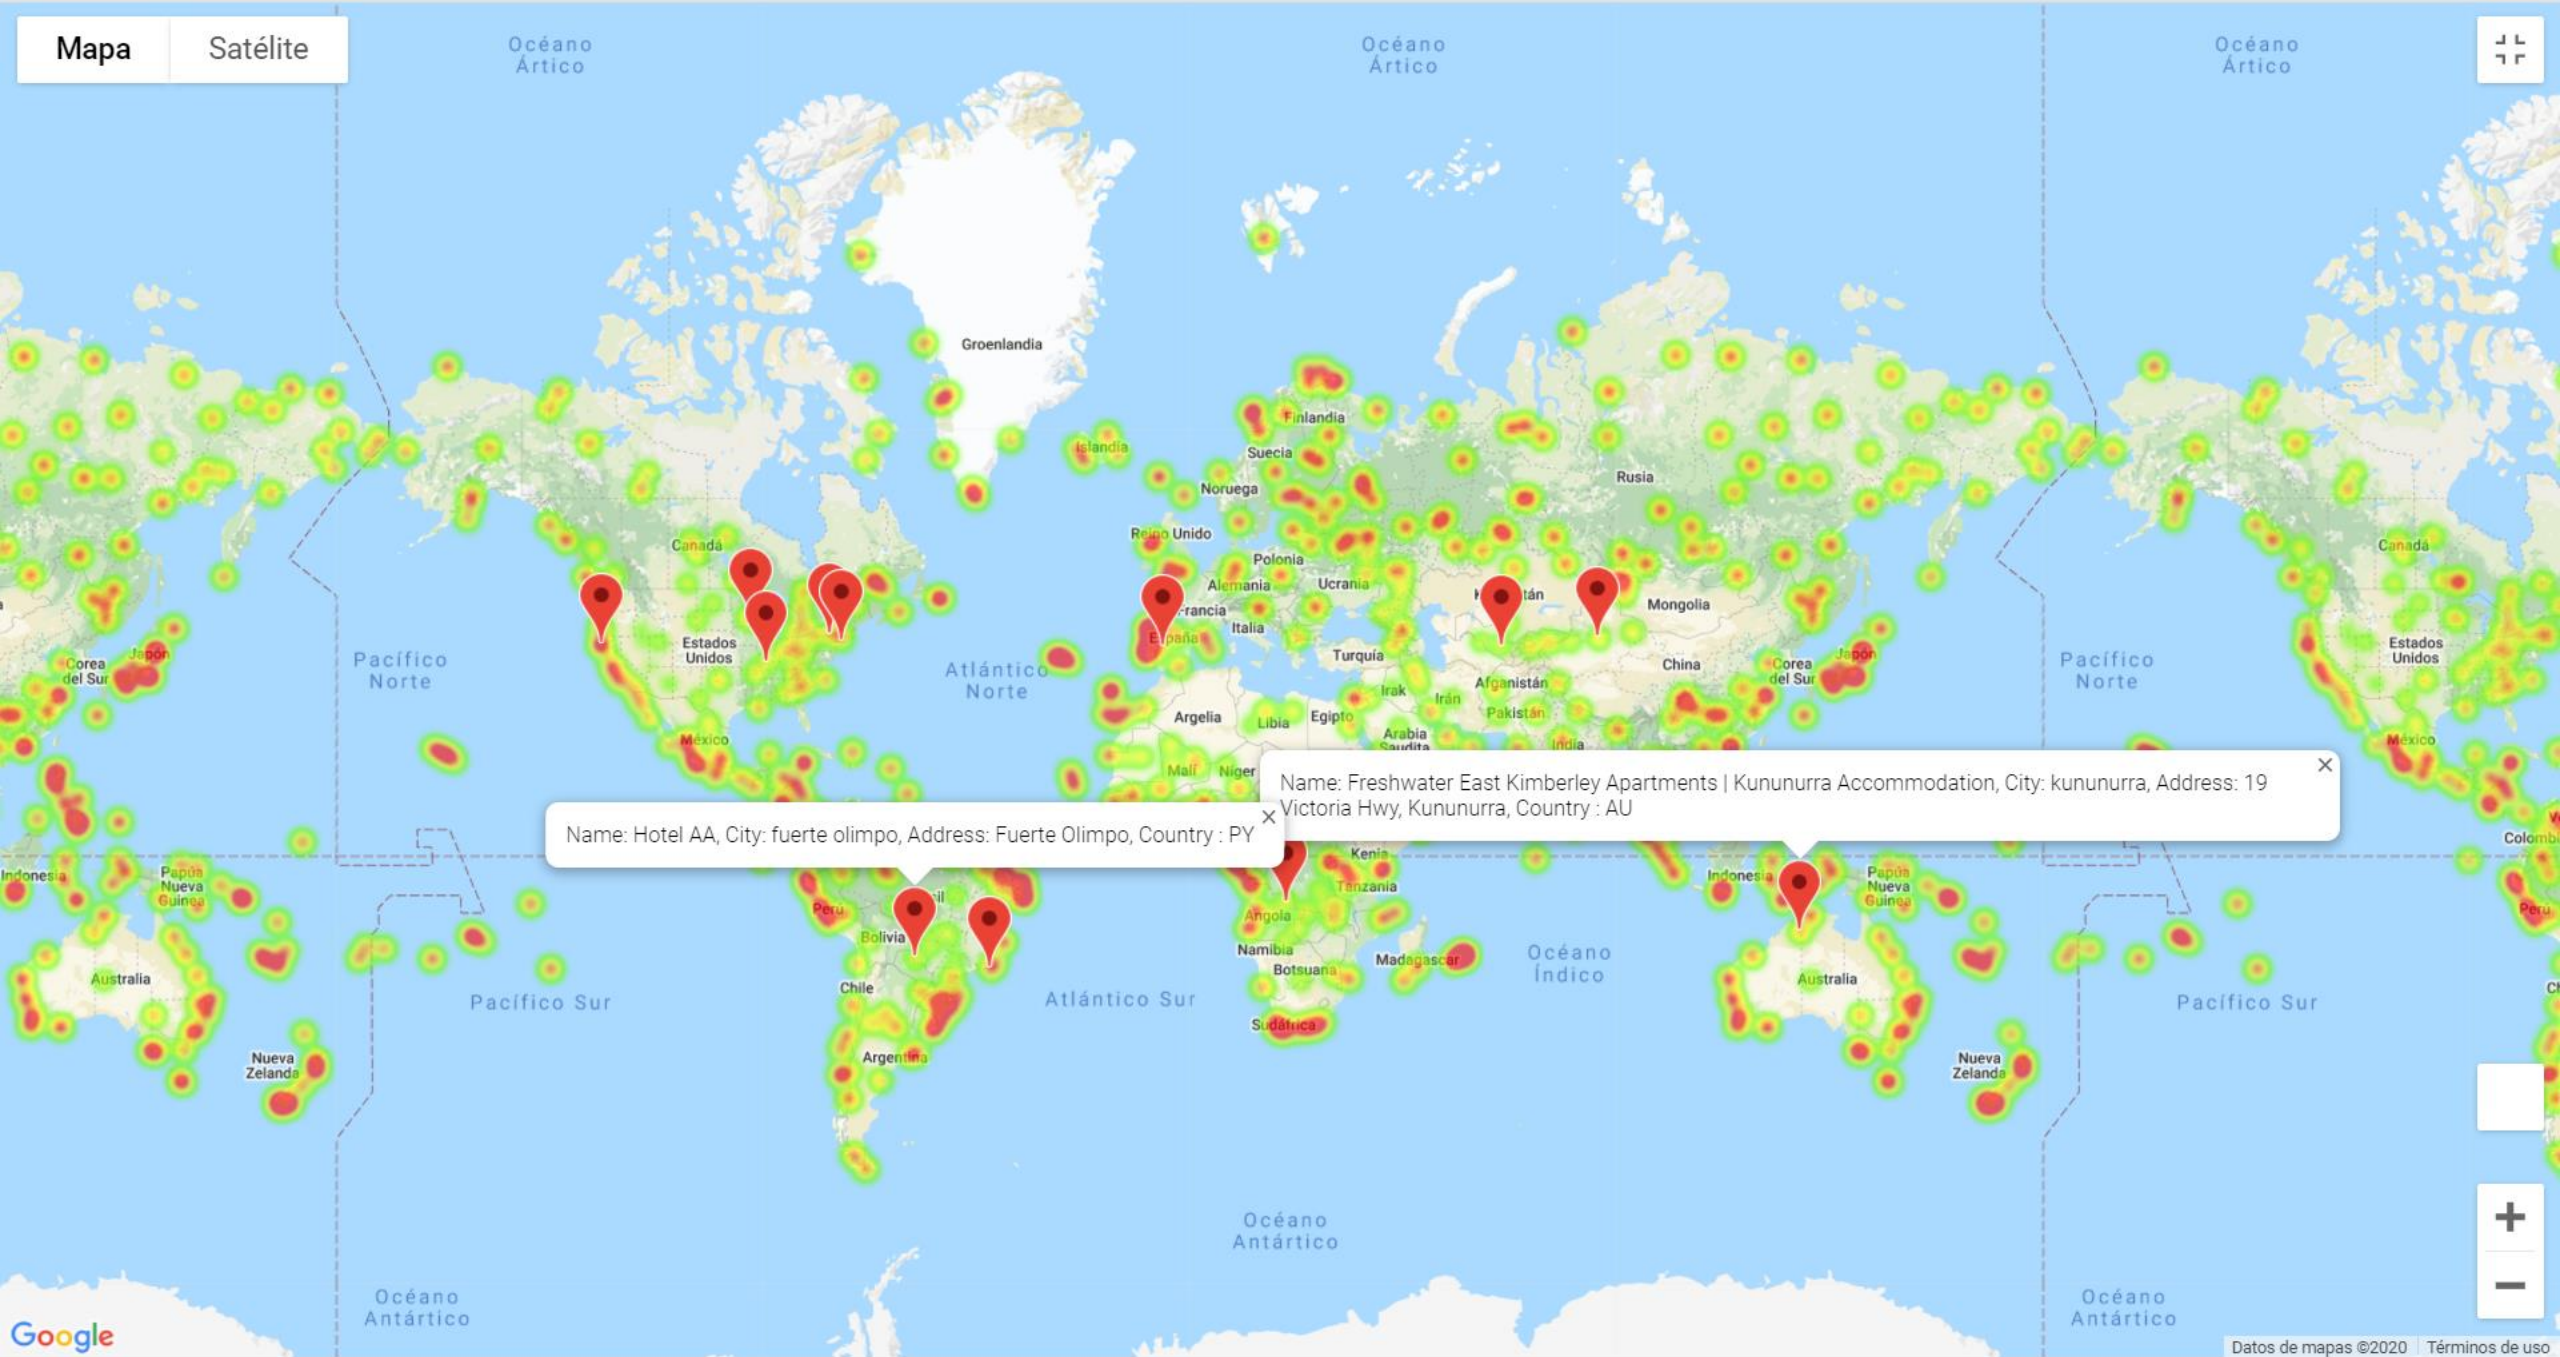 Mapa
Satélite
Océano
Ártico
Océano
Ártico
Océano
Ártico
Groenlandia
Finlandia
Islandia
Suecia
Rusia
Noruega
Reino Unido
Canadá
Polonia
Canadá
Alemania
Ucrania
Mongolia
Francia
Italia
España
Estados
Unidos
Estados
Unidos
Japón
Corea
del Sur
Pacífico
Norte
Atlántico
Norte
Turquía
China
Corea
del Sur
Japón
Pacífico
Norte
Afganistán
Irak
Irán
Argelia
Libia
Egipto
Pakistán
Arabia
Saudita
México
India
México
Malí
Níger
Name: Freshwater East Kimberley Apartments | Kununurra Accommodation, City: kununurra, Address: 19
Victoria Hwy, Kununurra, Country : AU
Name: Hotel AA, City: fuerte olimpo, Address: Fuerte Olimpo, Country : PY
Kenia
Tanzania
Indonesia
Papúa
Nueva
Guinea
Indonesia
Papúa
Nueva
Guinea
Perú
Angola
Perú
Bolivia
Namibia
Botsuana
Madagascar
Océano
Índico
Australia
Chile
Australia
Pacífico Sur
Atlántico Sur
Pacífico Sur
Sudáfrica
Argentina
Nueva
Zelanda
Nueva
Zelanda
Océano
Antártico
Océano
Antártico
Océano
Antártico
Google
Datos de mapas ©2020
Términos de uso